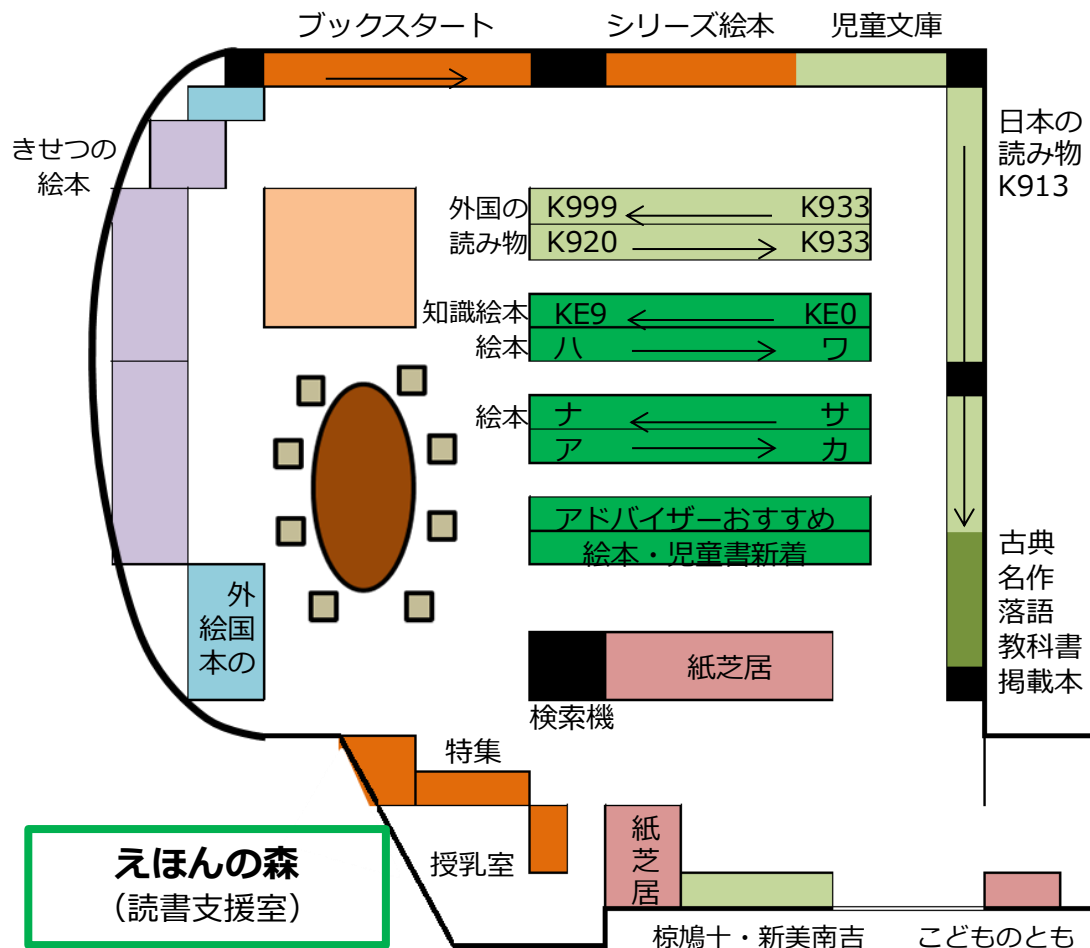 ブックスタート
シリーズ絵本
児童文庫
きせつの
絵本
日本の
読み物
K913
外国の
読み物
K999
K933
K920
K933
知識絵本
絵本
KE9
KE0
ハ
ワ
絵本
ナ
サ
ア
カ
アドバイザーおすすめ
絵本・児童書新着
外国の
絵本
古典
名作
落語
教科書
掲載本
紙芝居
検索機
特集
授乳室
紙芝居
えほんの森
(読書支援室)
椋鳩十・新美南吉
こどものとも